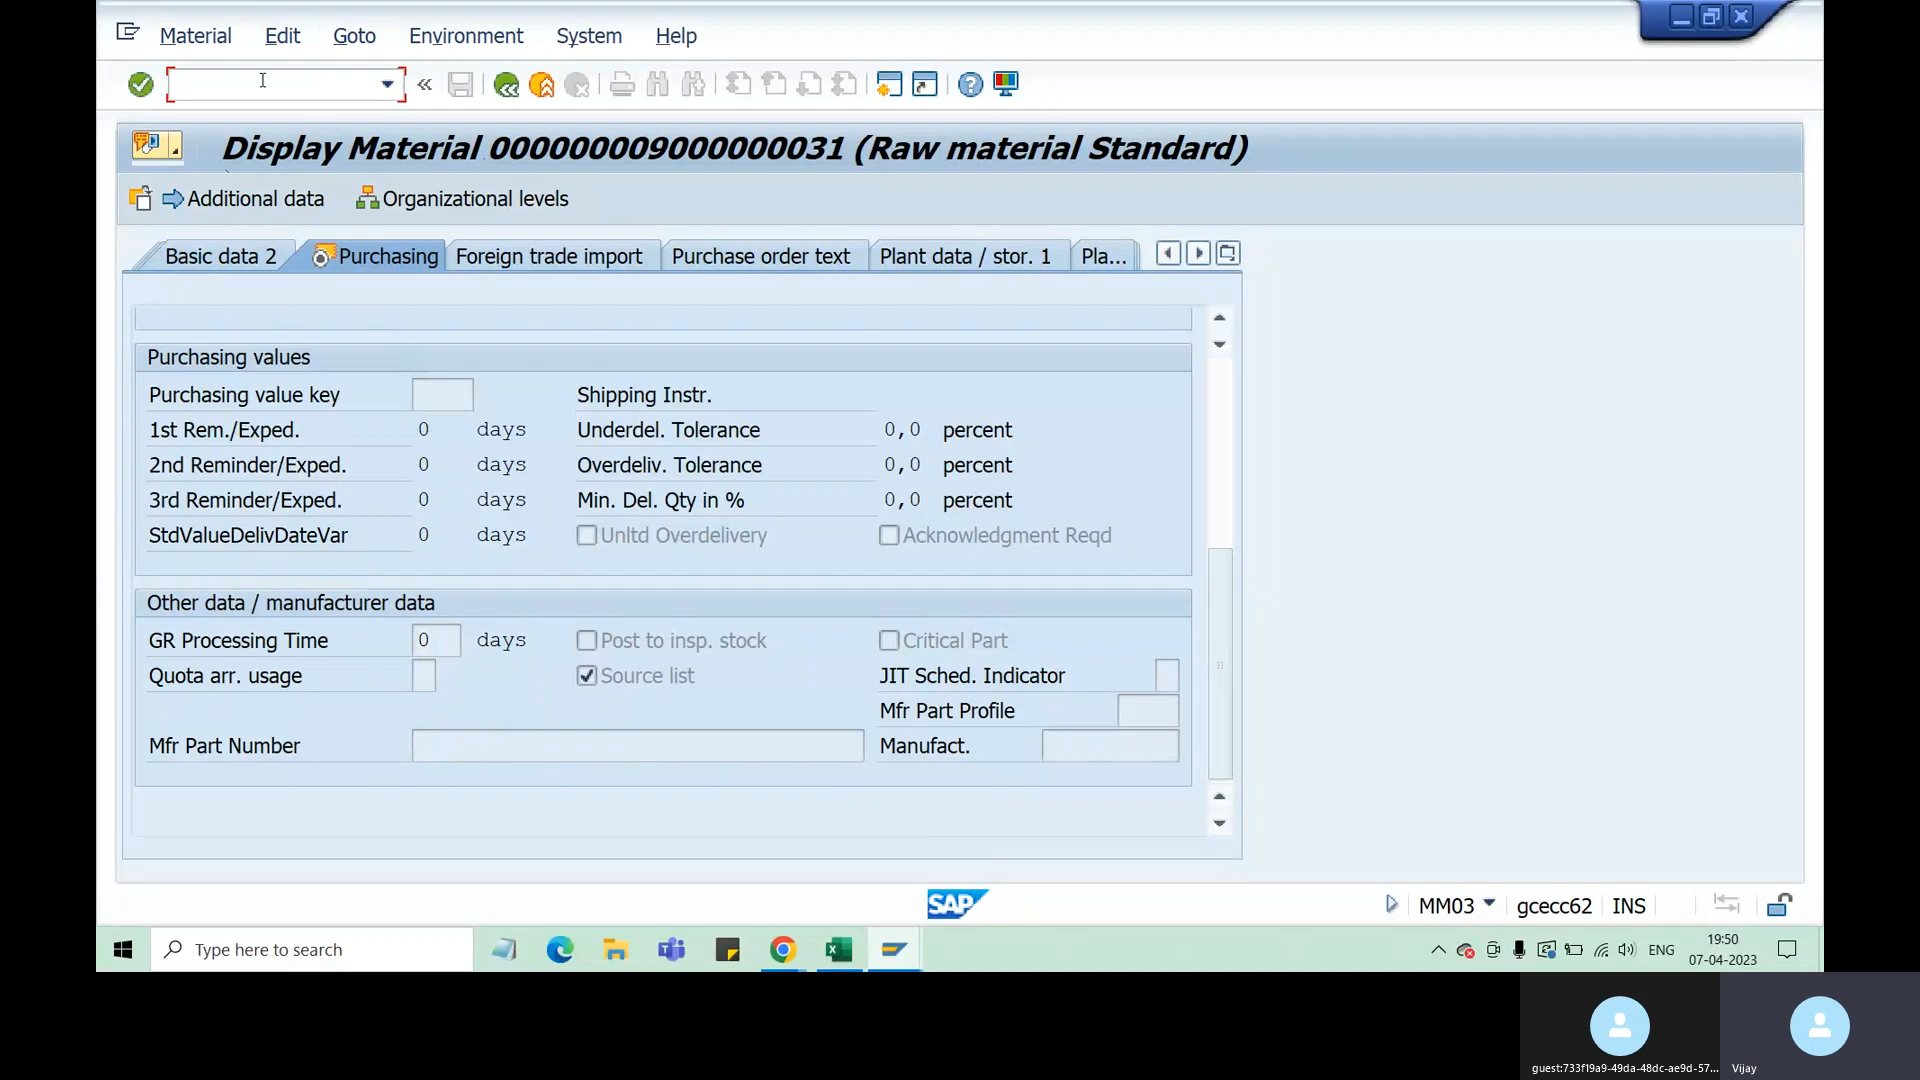 Material Edit Goto Environment System Help
Display Material 000000009000000031 (Raw material Standard)
Additional data Organizational levels
Basic data 2 Purchasing Foreign trade import Purchase order text Plant data / stor. 1 Pla...
Purchasing values
Purchasing value key Shipping Instr.
1st Rem./Exped. 0 days Underdel. Tolerance 0,0 percent
2nd Reminder/Exped. 0 days Overdeliv. Tolerance 0,0 percent
3rd Reminder/Exped. 0 days Min. Del. Qty in % 0,0 percent
StdValueDelivDateVar 0 days Unltd Overdelivery Acknowledgment Reqd
Other data / manufacturer data
GR Processing Time 0 days Post to insp. stock Critical Part
Quota arr. usage Source list JIT Sched. Indicator
Mfr Part Profile
Mfr Part Number Manufact.
SAP MM03 gcecc62 INS
Type here to search ENG 19:50
07-04-2023
guest:733f19a9-49da-48dc-ae9d-57... Vijay